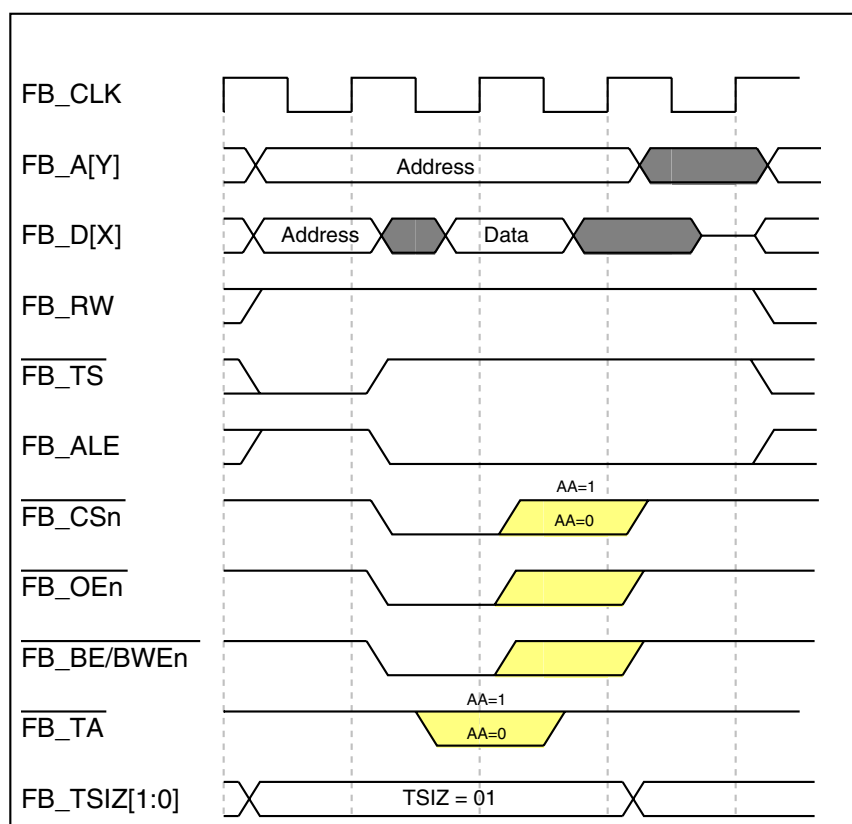 FB_CLK
FB_A[Y] Address
FB_D[X] Address Data
FB_RW
FB_TS
FB_ALE
AA=1
FB_CSn AA=0
FB_OEn
FB_BE/BWEn
AA=1
FB_TA AA=0
FB_TSIZ[1:0] TSIZ = 01